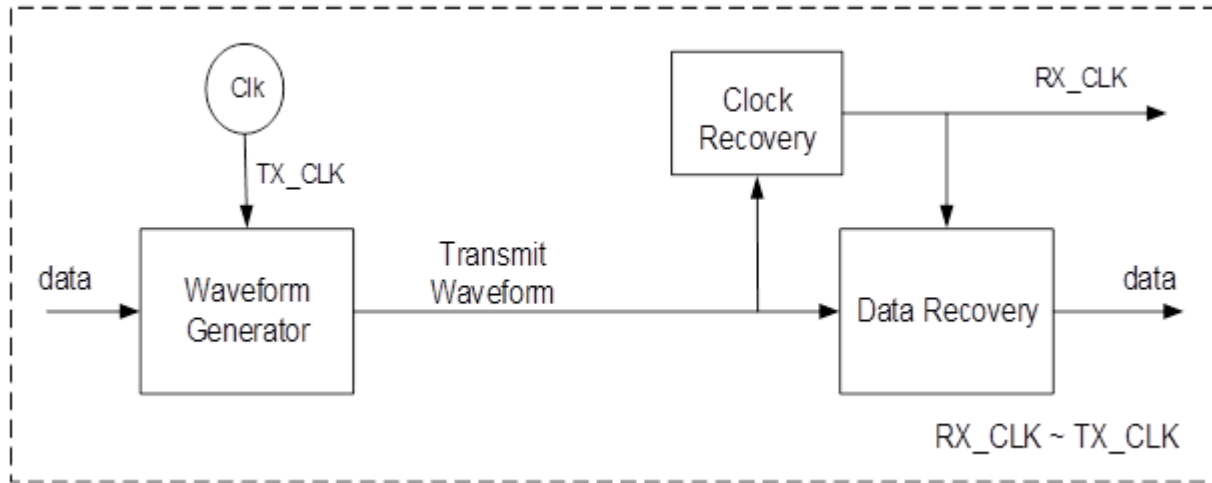 Clk
TX_CLK
data
Waveform
Generator
Transmit
Waveform
Clock
Recovery
RX_CLK
Data Recovery
data
RX_CLK ~ TX_CLK